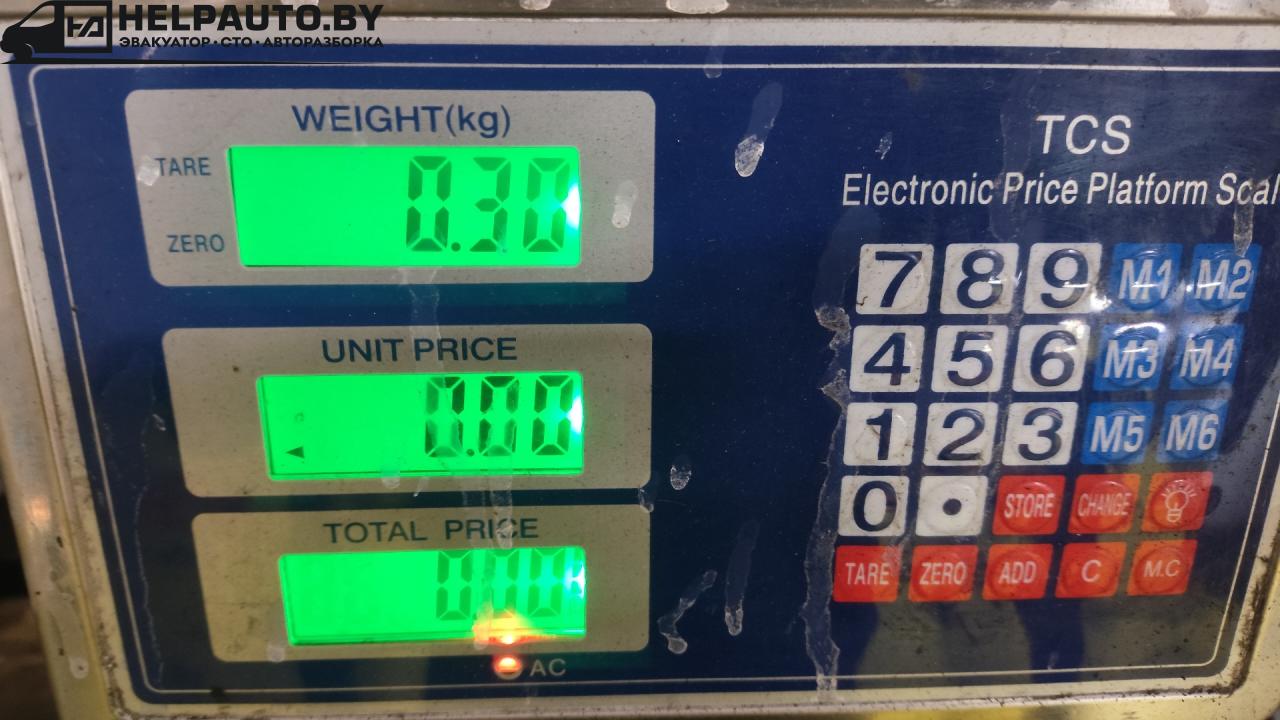 HELPAUTO.BY
ЭВАКУАТОР·СТО·АВТОРАЗБОРКА
WEIGHT(kg)
TARE
0.30
ZERO
UNIT PRICE
0.00
TOTAL PRICE
0.00
AC
TCS
Electronic Price Platform Scal
7 8 9 M1 M2
4 5 6 M3 M4
1 2 3 M5 M6
0 . STORE CHANGE
TARE ZERO ADD C M.C